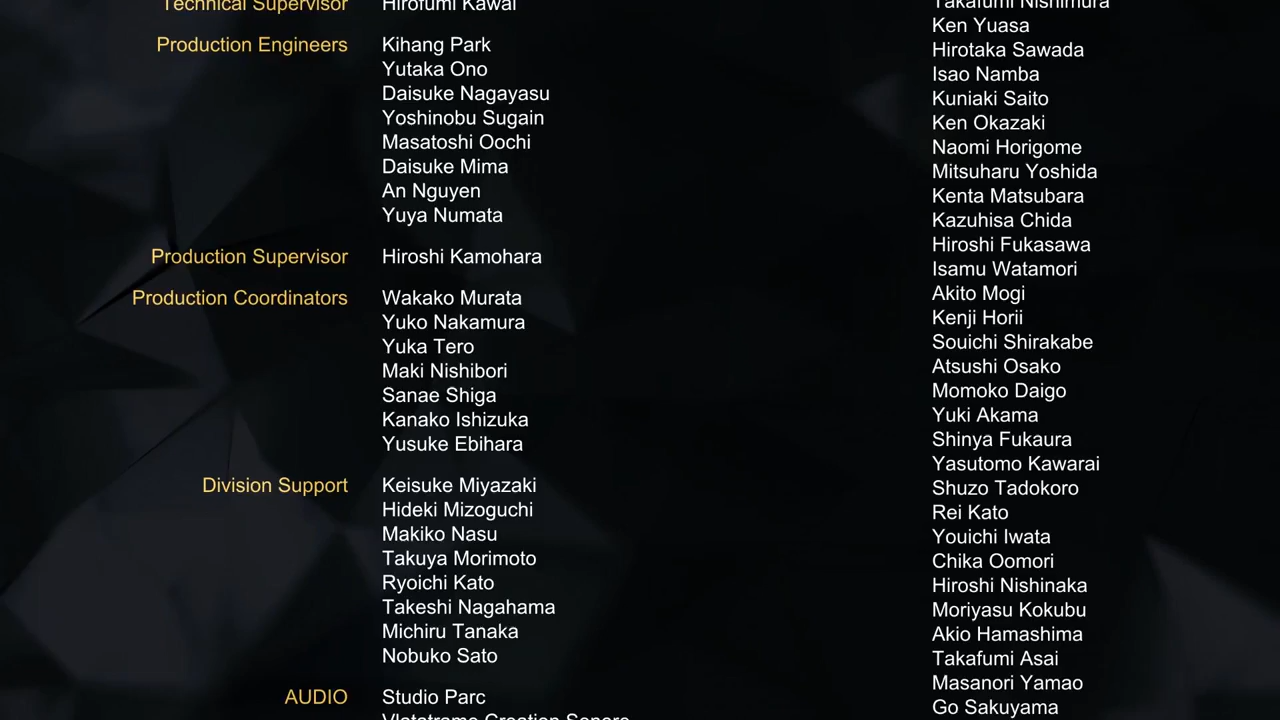 Technical Supervisor Hirofumi Kawai
Production Engineers Kihang Park
Yutaka Ono
Daisuke Nagayasu
Yoshinobu Sugain
Masatoshi Oochi
Daisuke Mima
An Nguyen
Yuya Numata
Production Supervisor Hiroshi Kamohara
Production Coordinators Wakako Murata
Yuko Nakamura
Yuka Tero
Maki Nishibori
Sanae Shiga
Kanako Ishizuka
Yusuke Ebihara
Division Support Keisuke Miyazaki
Hideki Mizoguchi
Makiko Nasu
Takuya Morimoto
Ryoichi Kato
Takeshi Nagahama
Michiru Tanaka
Nobuko Sato
AUDIO Studio Parc
Creation
Takafumi Nishimura
Ken Yuasa
Hirotaka Sawada
Isao Namba
Kuniaki Saito
Ken Okazaki
Naomi Horigome
Mitsuharu Yoshida
Kenta Matsubara
Kazuhisa Chida
Hiroshi Fukasawa
Isamu Watamori
Akito Mogi
Kenji Horii
Souichi Shirakabe
Atsushi Osako
Momoko Daigo
Yuki Akama
Shinya Fukaura
Yasutomo Kawarai
Shuzo Tadokoro
Rei Kato
Youichi Iwata
Chika Oomori
Hiroshi Nishinaka
Moriyasu Kokubu
Akio Hamashima
Takafumi Asai
Masanori Yamao
Go Sakuyama